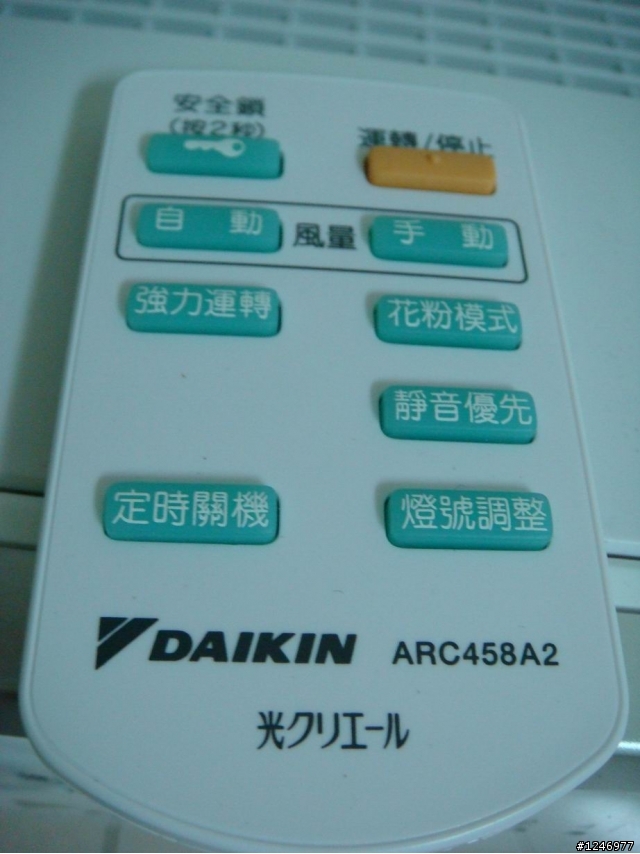 安全鎖
(按2秒)
運轉/停止
自動 風量 手動
強力運轉
花粉模式
靜音優先
定時關機
燈號調整
DAIKIN ARC458A2
光クリエール
#1246977